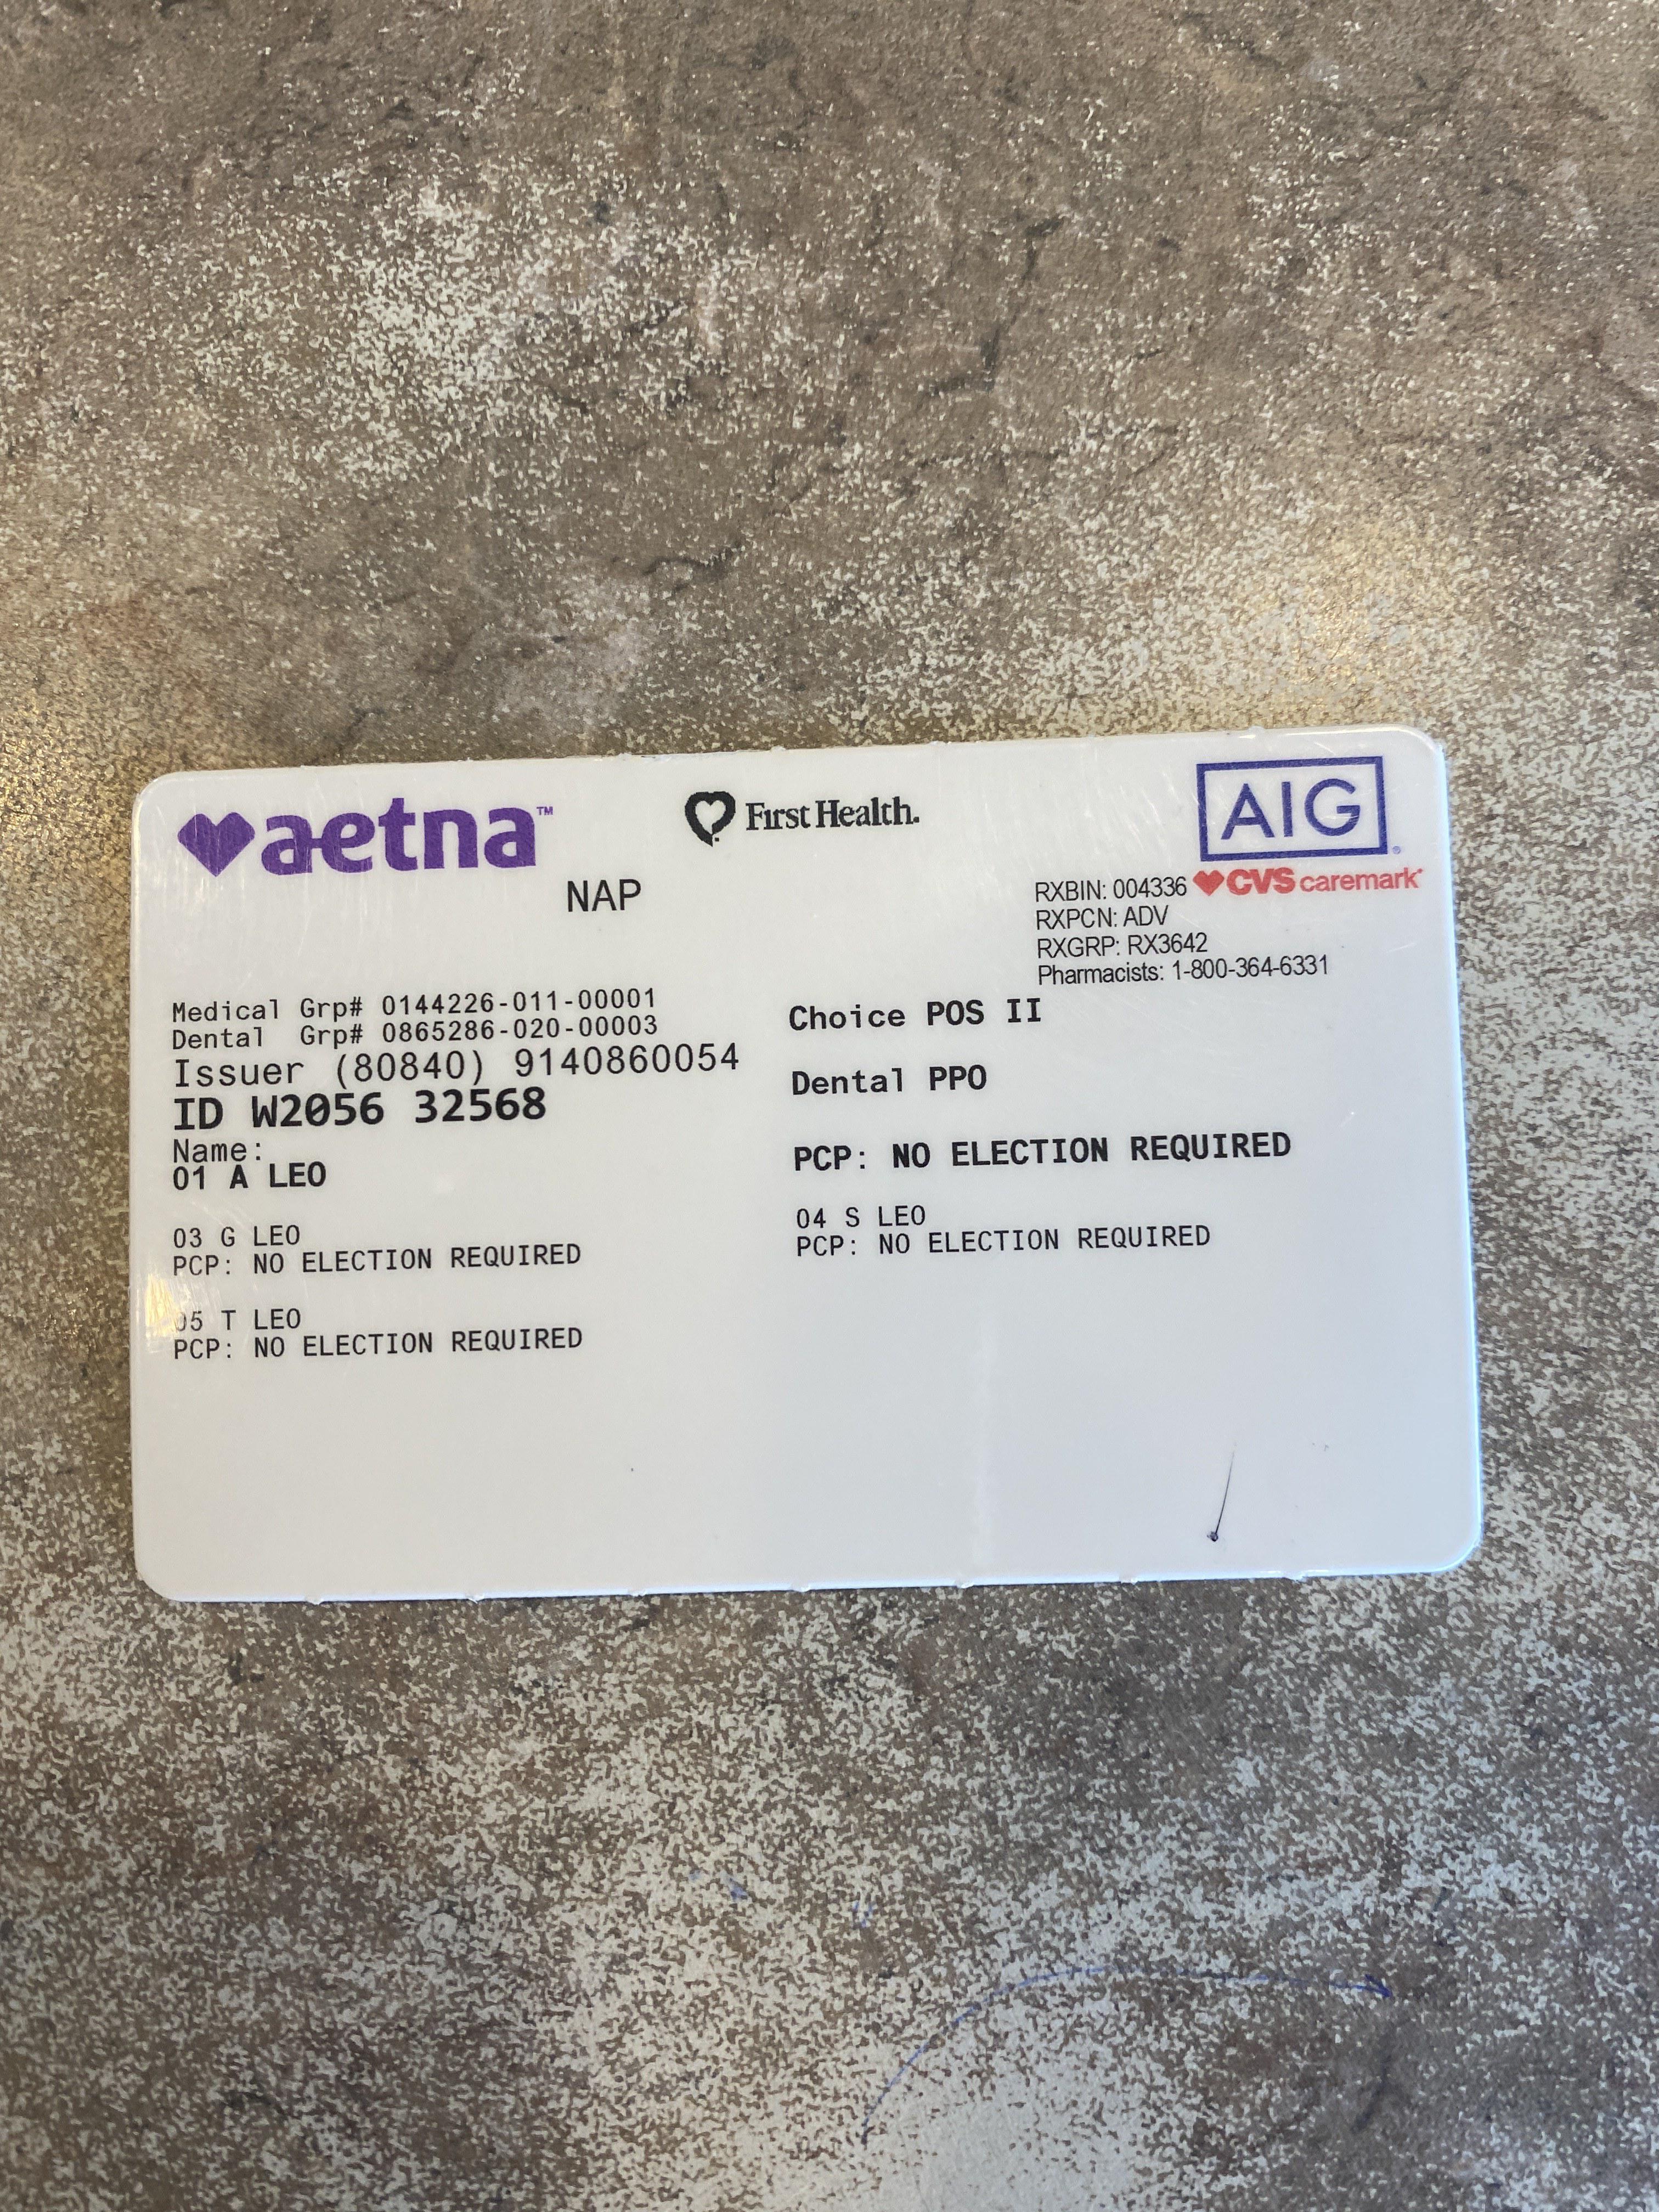 aetna™
First Health.
AIG
NAP
RXBIN: 004336 CVS caremark®
RXPCN: ADV
RXGRP: RX3642
Pharmacists: 1-800-364-6331
Medical Grp# 0144226-011-00001
Dental Grp# 0865286-020-00003
Issuer (80840) 9140860054
ID W2056 32568
Name:
01 A LEO
Choice POS II
Dental PPO
PCP: NO ELECTION REQUIRED
03 G LEO
PCP: NO ELECTION REQUIRED
04 S LEO
PCP: NO ELECTION REQUIRED
05 T LEO
PCP: NO ELECTION REQUIRED